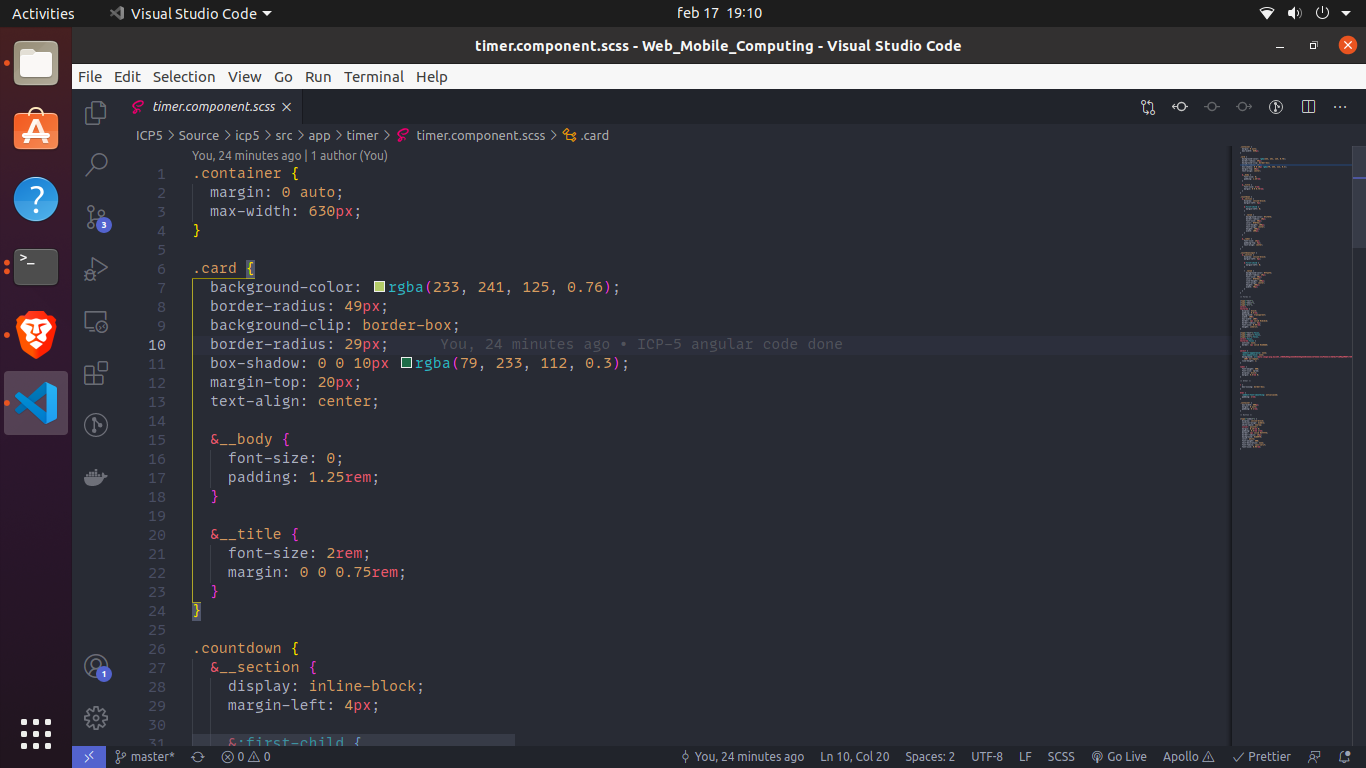 Activities
Visual Studio Code
feb 17 19:10
timer.component.scss - Web_Mobile_Computing - Visual Studio Code
File Edit Selection View Go Run Terminal Help
timer.component.scss
ICP5 > Source > icp5 > src > app > timer > timer.component.scss > .card
You, 24 minutes ago | 1 author (You)
1 .container {
2 margin: 0 auto;
3 max-width: 630px;
4 }
5
6 .card {
7 background-color: rgba(233, 241, 125, 0.76);
8 border-radius: 49px;
9 background-clip: border-box;
10 border-radius: 29px; You, 24 minutes ago • ICP-5 angular code done
11 box-shadow: 0 0 10px rgba(79, 233, 112, 0.3);
12 margin-top: 20px;
13 text-align: center;
14
15 &__body {
16 font-size: 0;
17 padding: 1.25rem;
18 }
19
20 &__title {
21 font-size: 2rem;
22 margin: 0 0 0.75rem;
23 }
24 }
25
26 .countdown {
27 &__section {
28 display: inline-block;
29 margin-left: 4px;
30
31 &:first-child {
3
1
master* 0 0 You, 24 minutes ago Ln 10, Col 20 Spaces: 2 UTF-8 LF SCSS Go Live Apollo Prettier